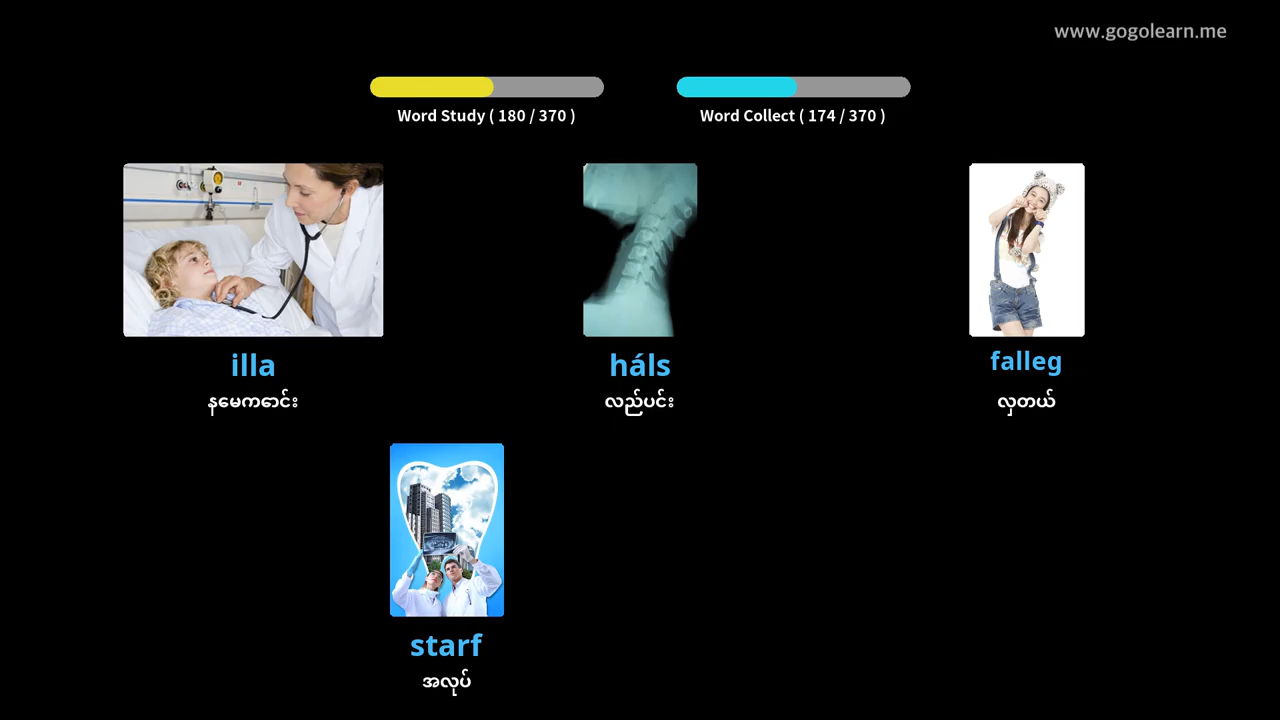 www.gogolearn.me
Word Study ( 180 / 370 )
Word Collect ( 174 / 370 )
illa
háls
falleg
နမေကောင်း
လည်ပင်း
လှတယ်
starf
အလုပ်